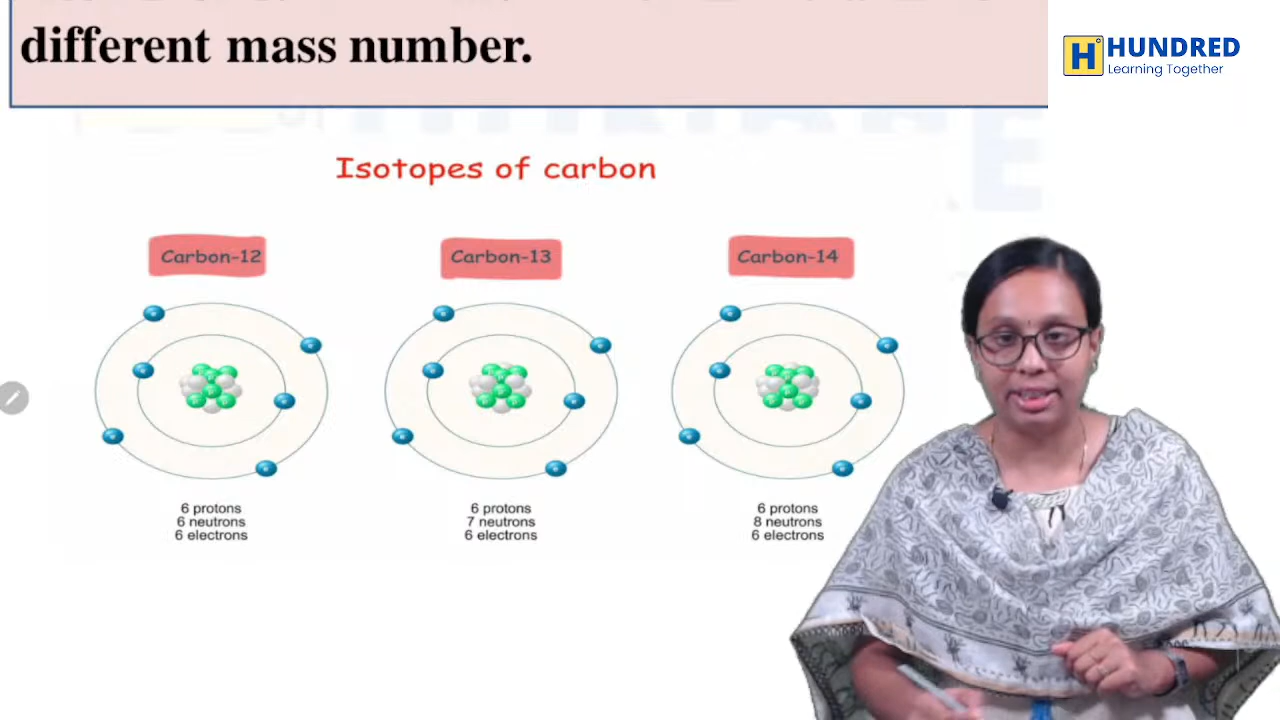 different mass number.
H° HUNDRED
Learning Together
Isotopes of carbon
Carbon-12
Carbon-13
Carbon-14
6 protons
6 neutrons
6 electrons
6 protons
7 neutrons
6 electrons
6 protons
8 neutrons
6 electrons